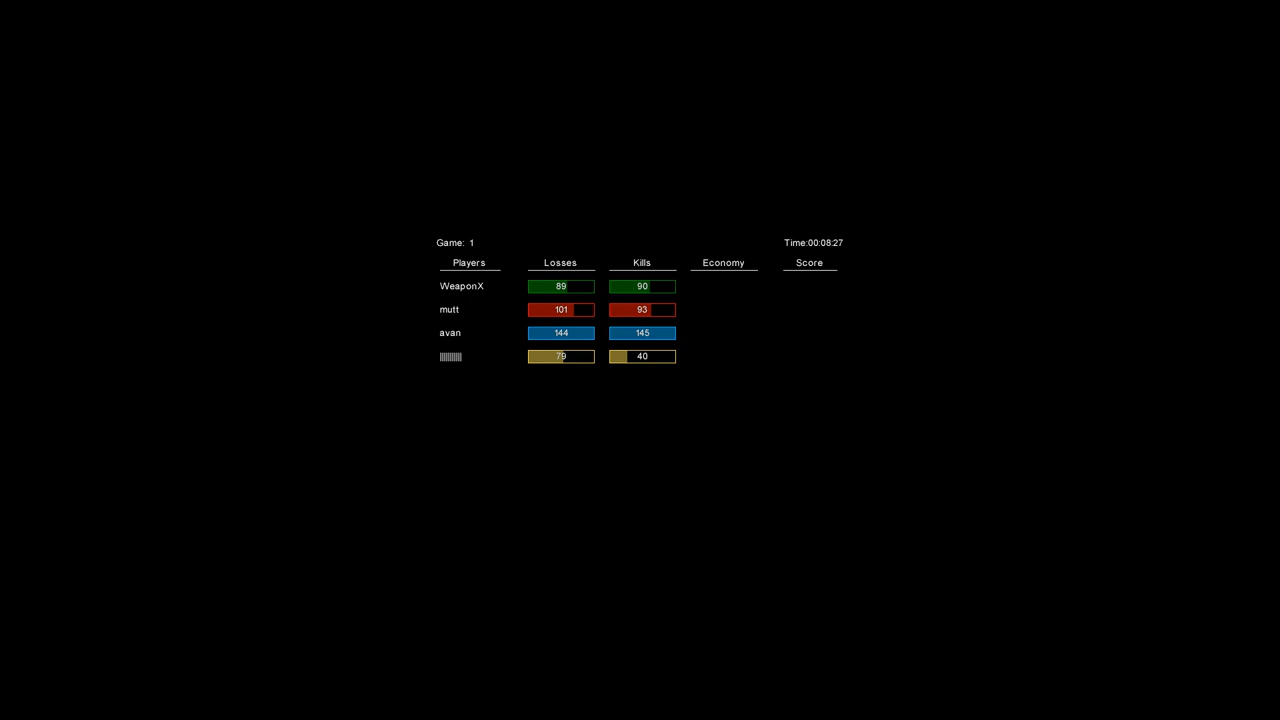 Game: 1 Time:00:08:27
Players Losses Kills Economy Score
WeaponX 89 90
mutt 101 93
avan 144 145
79 40